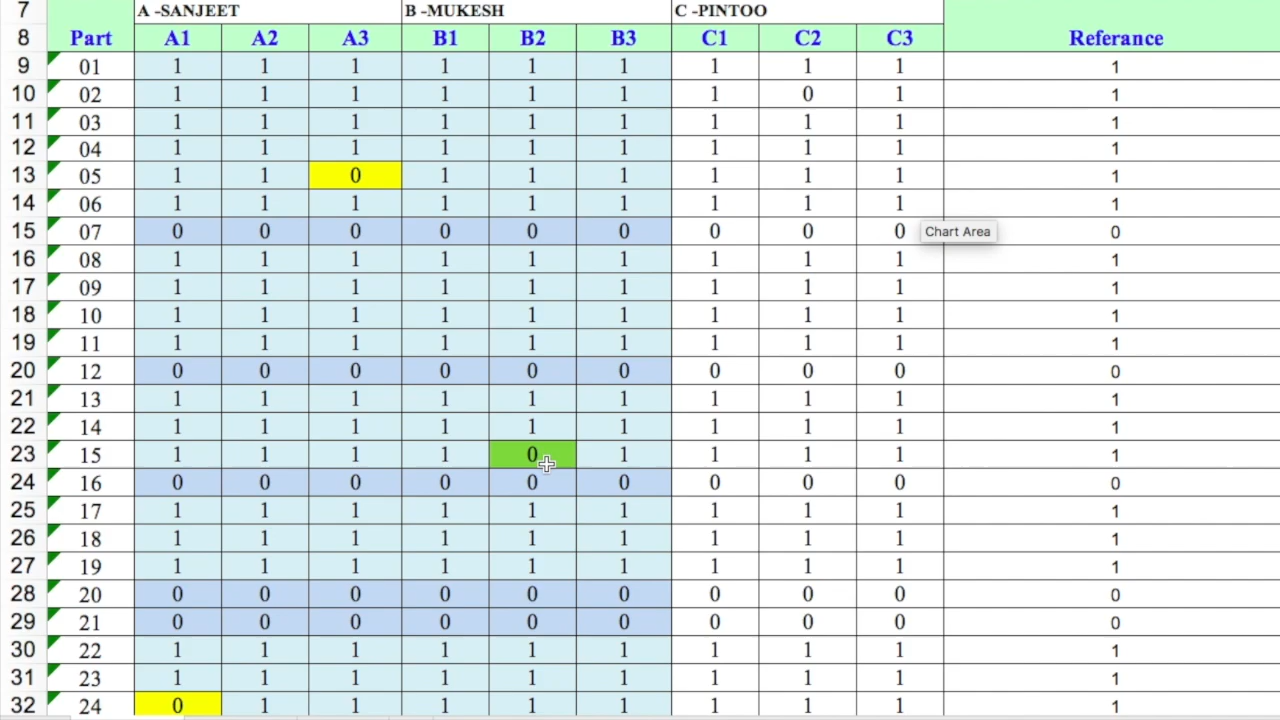 7 A -SANJEET B -MUKESH C -PINTOO
8 Part A1 A2 A3 B1 B2 B3 C1 C2 C3 Referance
9 01 1 1 1 1 1 1 1 1 1 1
10 02 1 1 1 1 1 1 1 0 1 1
11 03 1 1 1 1 1 1 1 1 1 1
12 04 1 1 1 1 1 1 1 1 1 1
13 05 1 1 0 1 1 1 1 1 1 1
14 06 1 1 1 1 1 1 1 1 1 1
15 07 0 0 0 0 0 0 0 0 0 Chart Area 0
16 08 1 1 1 1 1 1 1 1 1 1
17 09 1 1 1 1 1 1 1 1 1 1
18 10 1 1 1 1 1 1 1 1 1 1
19 11 1 1 1 1 1 1 1 1 1 1
20 12 0 0 0 0 0 0 0 0 0 0
21 13 1 1 1 1 1 1 1 1 1 1
22 14 1 1 1 1 1 1 1 1 1 1
23 15 1 1 1 1 0 1 1 1 1 1
24 16 0 0 0 0 0 0 0 0 0 0
25 17 1 1 1 1 1 1 1 1 1 1
26 18 1 1 1 1 1 1 1 1 1 1
27 19 1 1 1 1 1 1 1 1 1 1
28 20 0 0 0 0 0 0 0 0 0 0
29 21 0 0 0 0 0 0 0 0 0 0
30 22 1 1 1 1 1 1 1 1 1 1
31 23 1 1 1 1 1 1 1 1 1 1
32 24 0 1 1 1 1 1 1 1 1 1